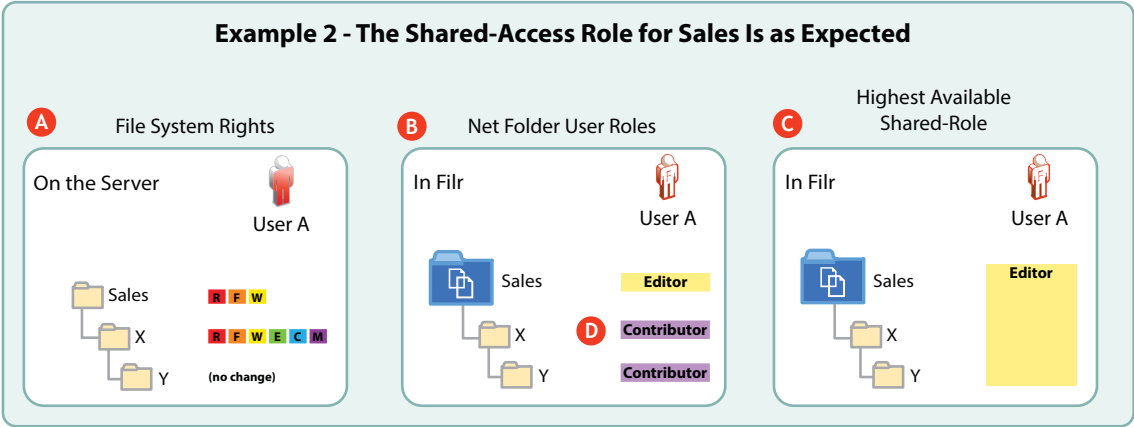 Example 2 - The Shared-Access Role for Sales Is as Expected
A
File System Rights
On the Server
User A
Sales
R F W
X
R F W E C M
Y
(no change)
B
Net Folder User Roles
In Filr
F
User A
Sales
Editor
X
D
Contributor
Y
Contributor
C
Highest Available
Shared-Role
In Filr
F
User A
Sales
Editor
X
Y